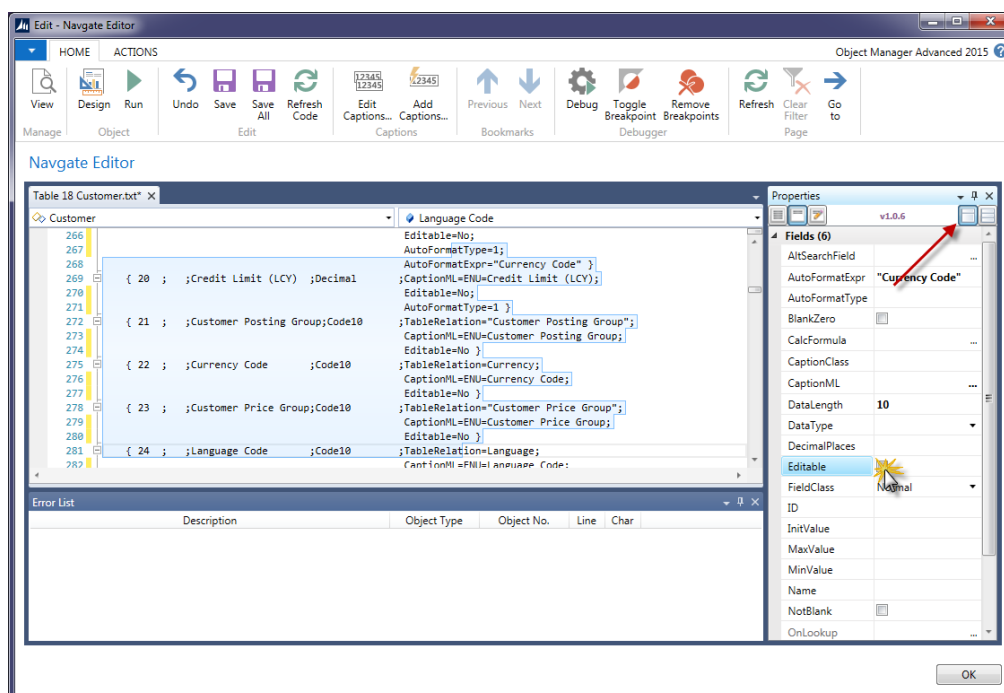 Edit - Navgate Editor
HOME ACTIONS Object Manager Advanced 2015
View Design Run Undo Save Save All Refresh Code Edit Captions... Add Captions... Previous Next Debug Toggle Breakpoint Remove Breakpoints Refresh Clear Filter Go to
Manage Object Edit Captions Bookmarks Debugger Page
Navgate Editor
Table 18 Customer.txt*
Customer Language Code
266 Editable=No;
267 AutoFormatType=1;
268 AutoFormatExpr="Currency Code" }
269 { 20 ; ;Credit Limit (LCY) ;Decimal ;CaptionML=ENU=Credit Limit (LCY);
270 Editable=No;
271 AutoFormatType=1 }
272 { 21 ; ;Customer Posting Group;Code10 ;TableRelation="Customer Posting Group";
273 CaptionML=ENU=Customer Posting Group;
274 Editable=No }
275 { 22 ; ;Currency Code ;Code10 ;TableRelation=Currency;
276 CaptionML=ENU=Currency Code;
277 Editable=No }
278 { 23 ; ;Customer Price Group;Code10 ;TableRelation="Customer Price Group";
279 CaptionML=ENU=Customer Price Group;
280 Editable=No }
281 { 24 ; ;Language Code ;Code10 ;TableRelation=Language;
282 CaptionML=ENU=Language Code;
Error List
Description Object Type Object No. Line Char
Properties
v1.0.6
Fields (6)
AltSearchField ...
AutoFormatExpr "Currency Code"
AutoFormatType
BlankZero
CalcFormula ...
CaptionClass
CaptionML ...
DataLength 10
DataType
DecimalPlaces
Editable
FieldClass Normal
ID
InitValue
MaxValue
MinValue
Name
NotBlank
OnLookup ...
OK